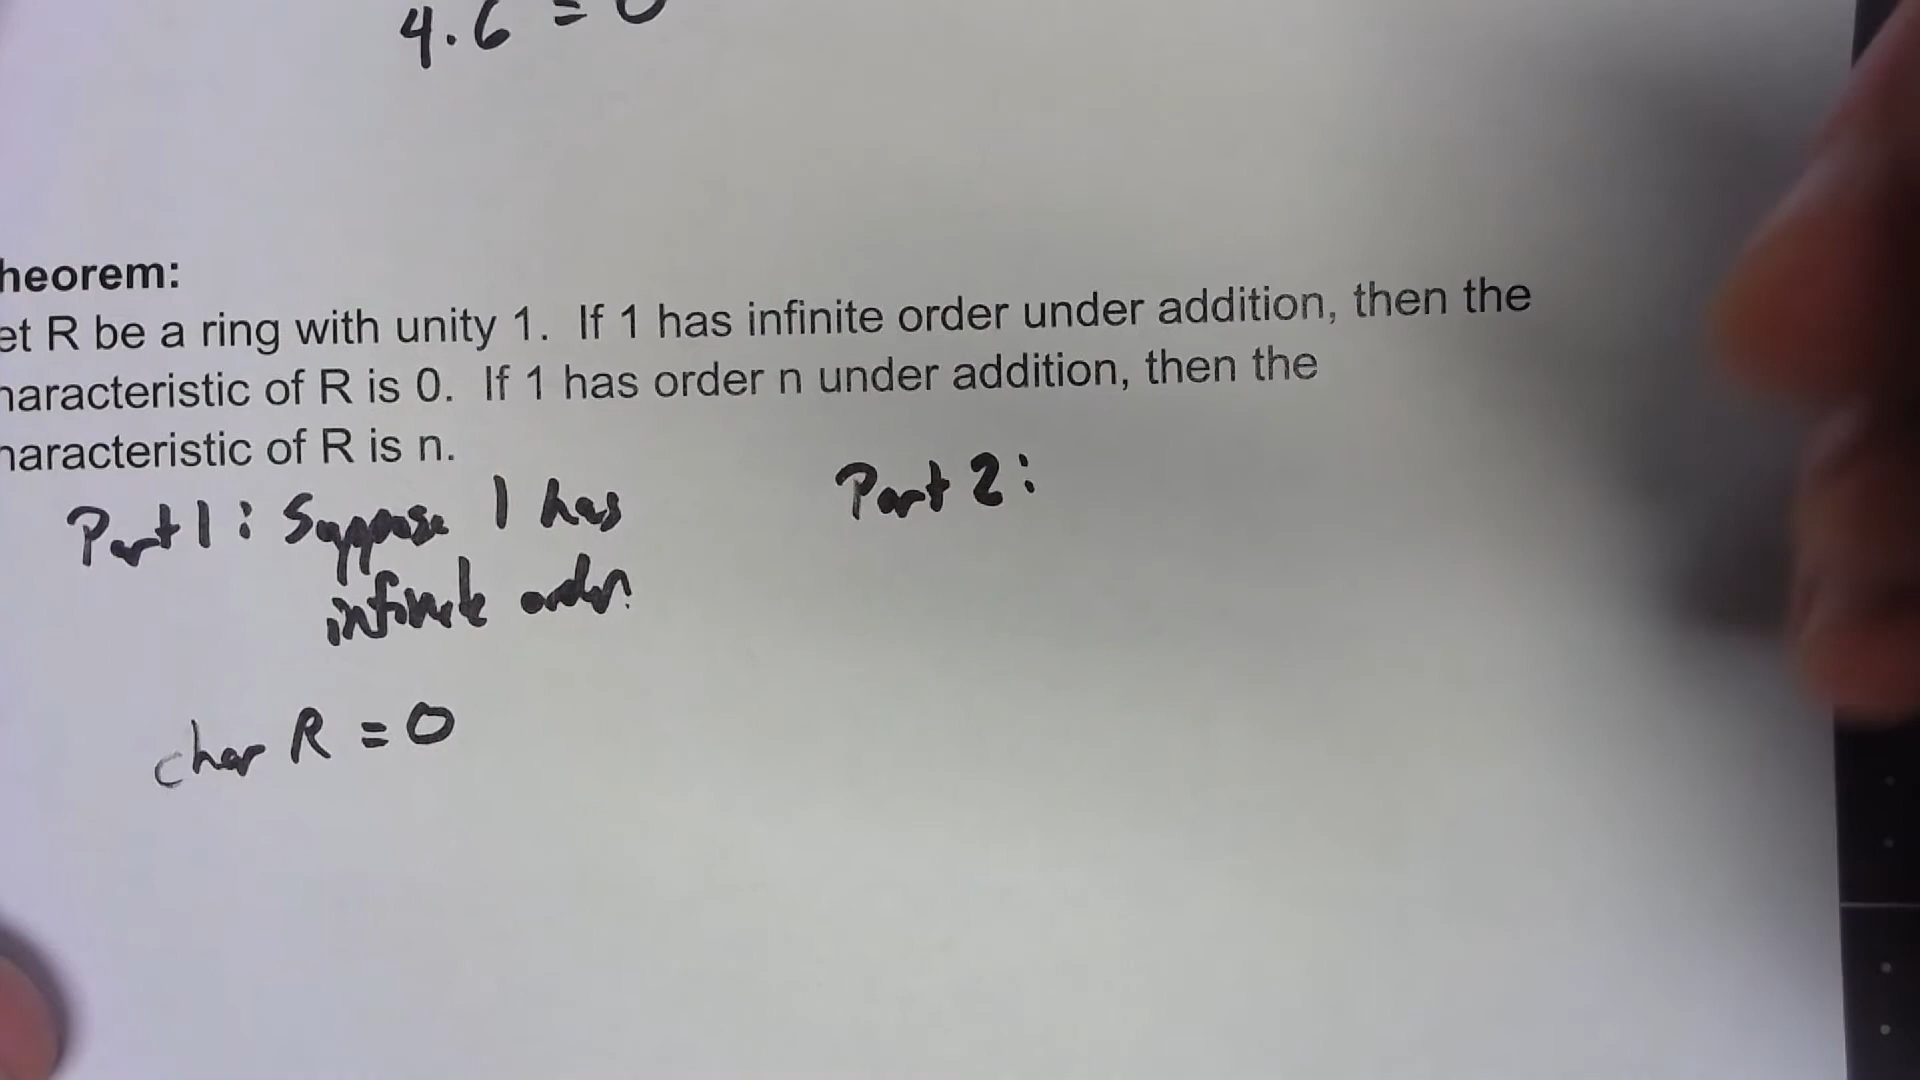 4.6 = 0
heorem:
et R be a ring with unity 1. If 1 has infinite order under addition, then the
haracteristic of R is 0. If 1 has order n under addition, then the
haracteristic of R is n.
Part 1: Suppose 1 has
infinite order.
char R = 0
Part 2: